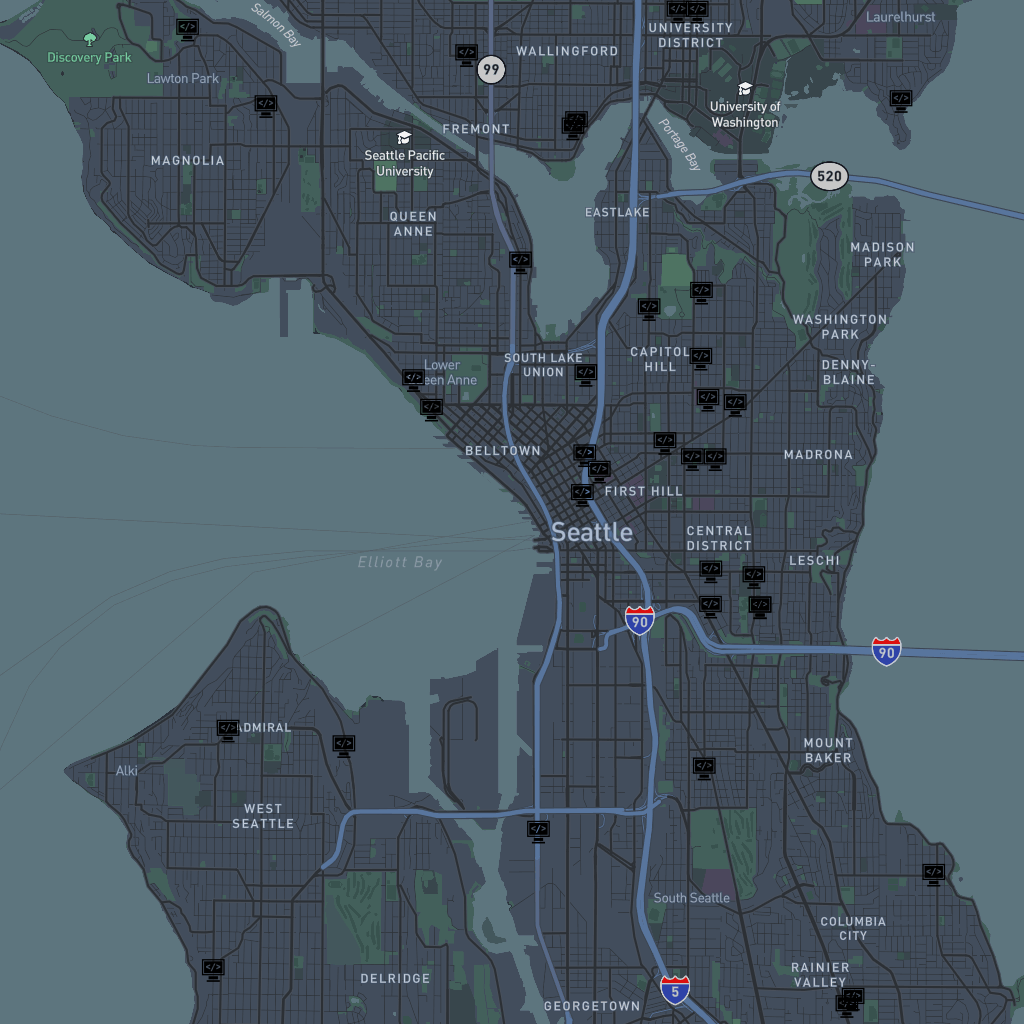 Salmon Bay
Laurelhurst
UNIVERSITY
DISTRICT
WALLINGFORD
Discovery Park
99
Lawton Park
University of
Washington
FREMONT
Portage Bay
Seattle Pacific
University
MAGNOLIA
520
EASTLAKE
QUEEN
ANNE
MADISON
PARK
WASHINGTON
PARK
CAPITOL
HILL
SOUTH LAKE
UNION
Lower
een Anne
DENNY-
BLAINE
BELLTOWN
MADRONA
FIRST HILL
Seattle
CENTRAL
DISTRICT
LESCHI
Elliott Bay
90
90
ADMIRAL
MOUNT
BAKER
Alki
WEST
SEATTLE
South Seattle
COLUMBIA
CITY
DELRIDGE
RAINIER
VALLEY
5
GEORGETOWN